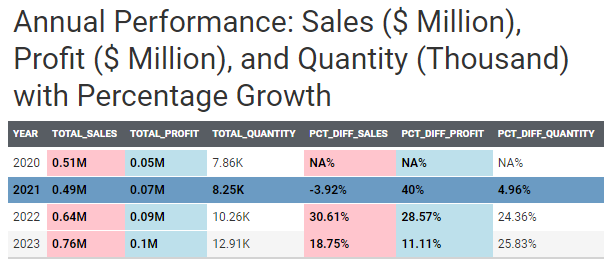 Annual Performance: Sales ($ Million),
Profit ($ Million), and Quantity (Thousand)
with Percentage Growth
YEAR TOTAL_SALES TOTAL_PROFIT TOTAL_QUANTITY PCT_DIFF_SALES PCT_DIFF_PROFIT PCT_DIFF_QUANTITY
2020 0.51M 0.05M 7.86K NA% NA% NA%
2021 0.49M 0.07M 8.25K -3.92% 40% 4.96%
2022 0.64M 0.09M 10.26K 30.61% 28.57% 24.36%
2023 0.76M 0.1M 12.91K 18.75% 11.11% 25.83%